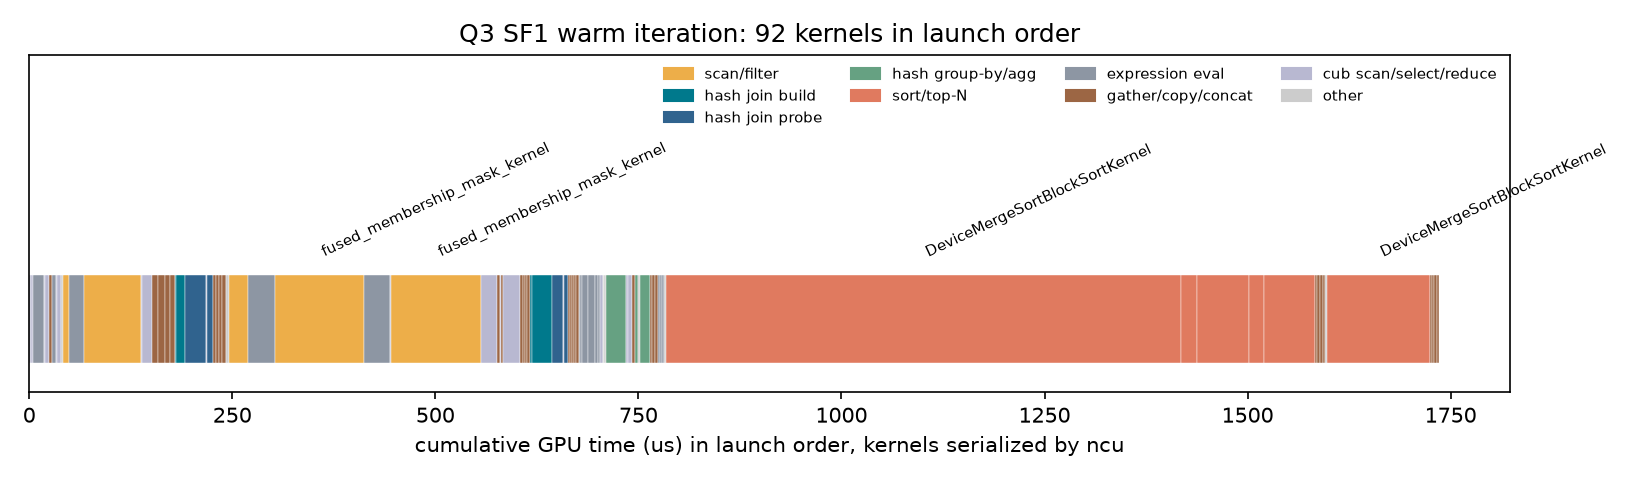 Q3 SF1 warm iteration: 92 kernels in launch order
scan/filter
hash join build
hash join probe
hash group-by/agg
sort/top-N
expression eval
gather/copy/concat
cub scan/select/reduce
other
fused_membership_mask_kernel
fused_membership_mask_kernel
DeviceMergeSortBlockSortKernel
DeviceMergeSortBlockSortKernel
0 250 500 750 1000 1250 1500 1750
cumulative GPU time (us) in launch order, kernels serialized by ncu